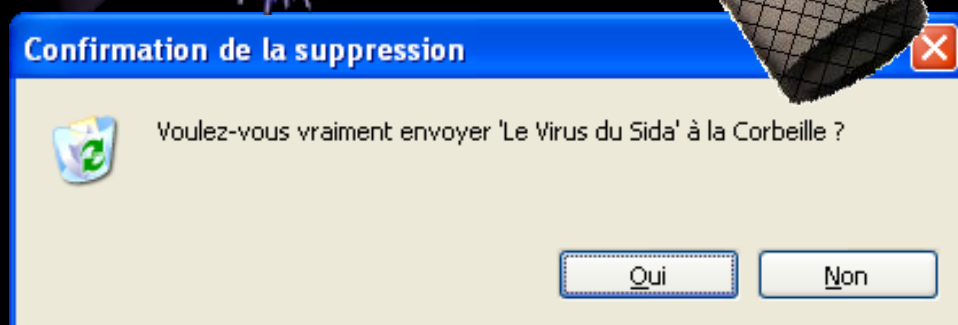 Confirmation de la suppression
Voulez-vous vraiment envoyer 'Le Virus du Sida' à la Corbeille ?
Oui
Non